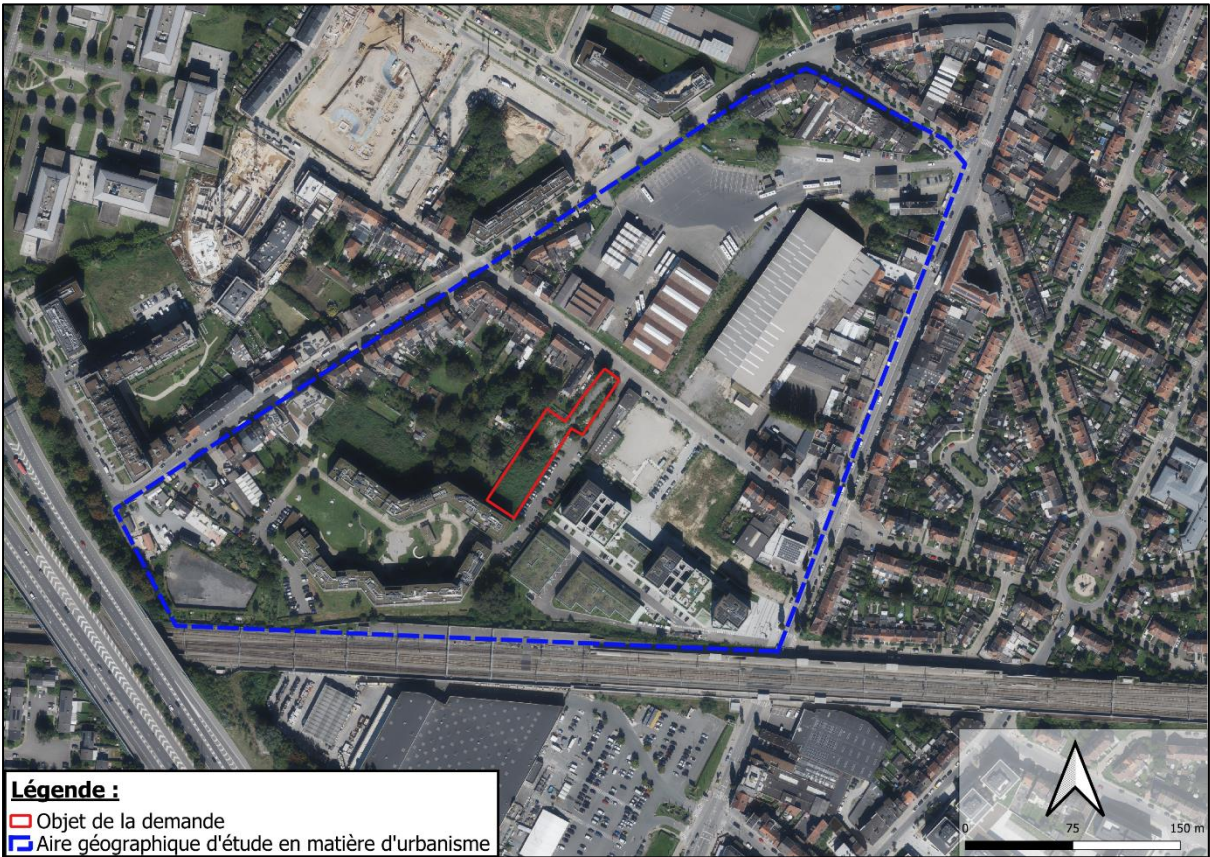 Légende :
Objet de la demande
Aire géographique d'étude en matière d'urbanisme
0 75 150 m